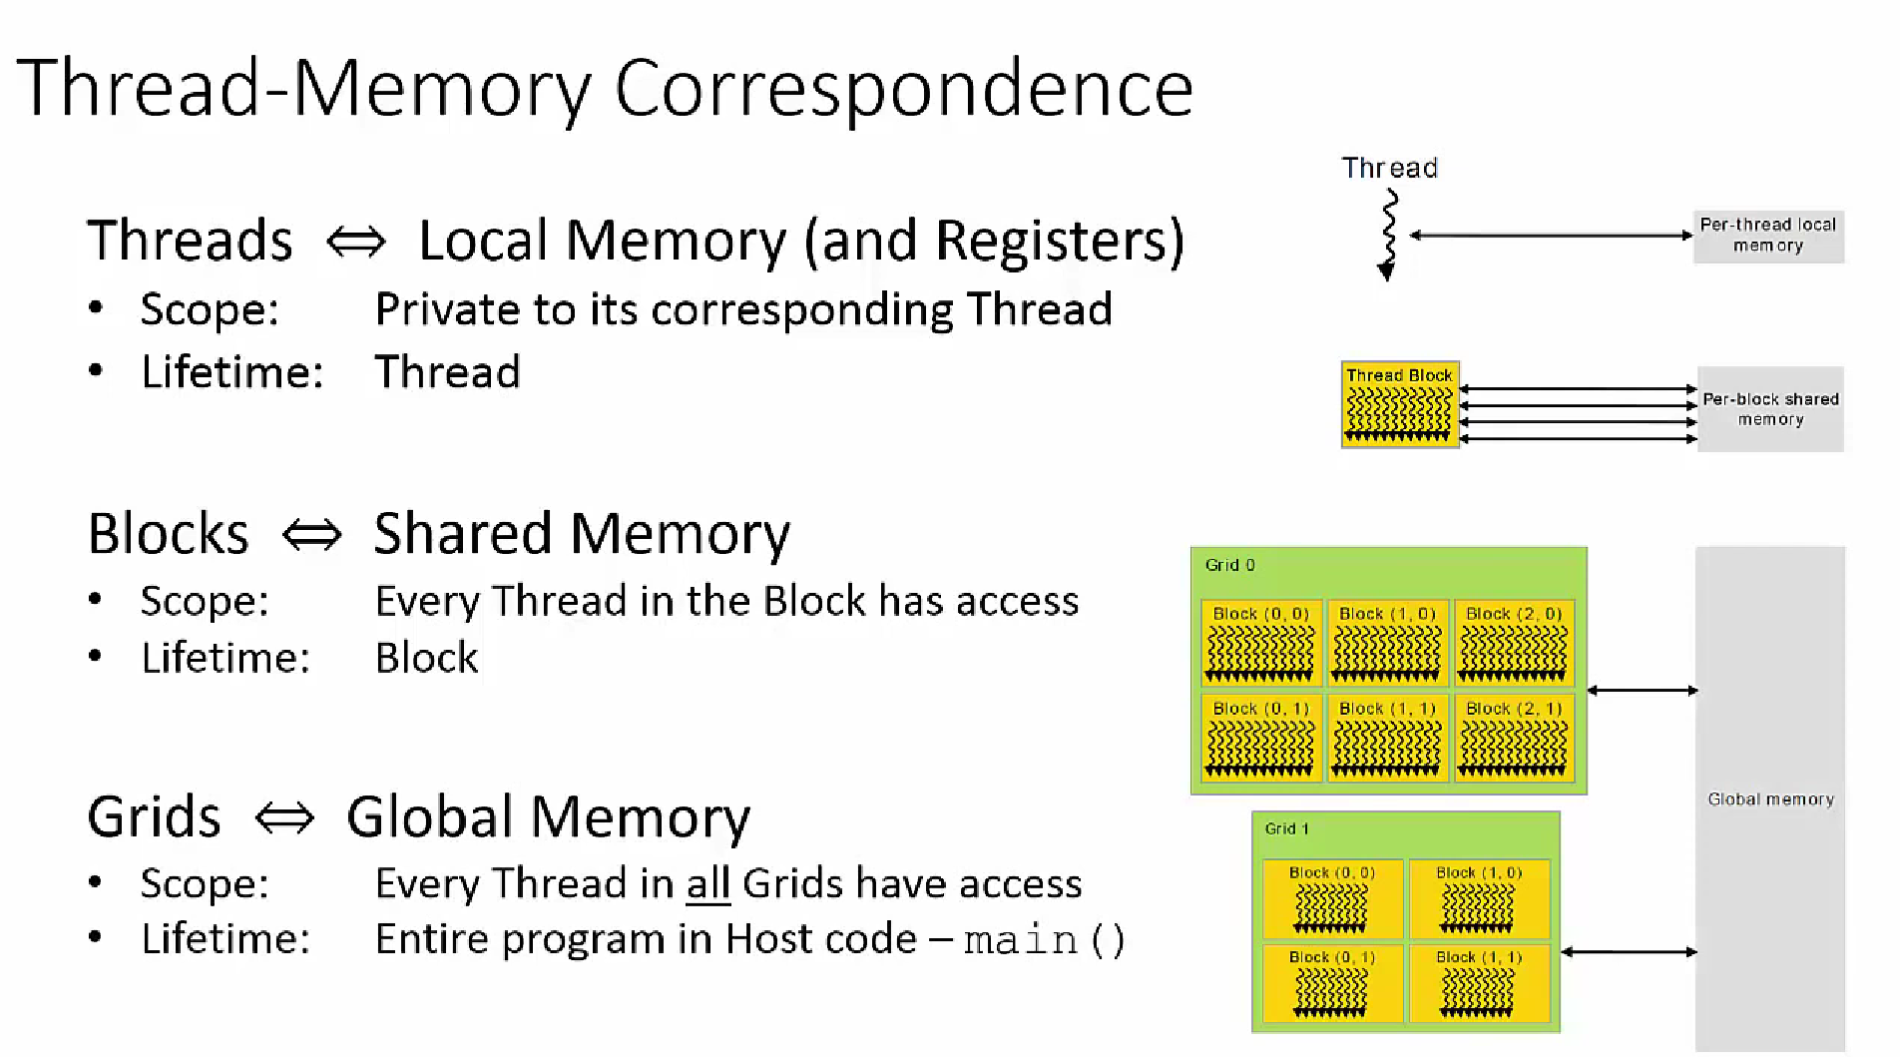 Thread-Memory Correspondence
Threads ⇔ Local Memory (and Registers)
• Scope: Private to its corresponding Thread
• Lifetime: Thread
Blocks ⇔ Shared Memory
• Scope: Every Thread in the Block has access
• Lifetime: Block
Grids ⇔ Global Memory
• Scope: Every Thread in all Grids have access
• Lifetime: Entire program in Host code – main()
Thread
Per-thread local
memory
Thread Block
Per-block shared
memory
Grid 0
Block (0, 0) Block (1, 0) Block (2, 0)
Block (0, 1) Block (1, 1) Block (2, 1)
Global memory
Grid 1
Block (0, 0) Block (1, 0)
Block (0, 1) Block (1, 1)